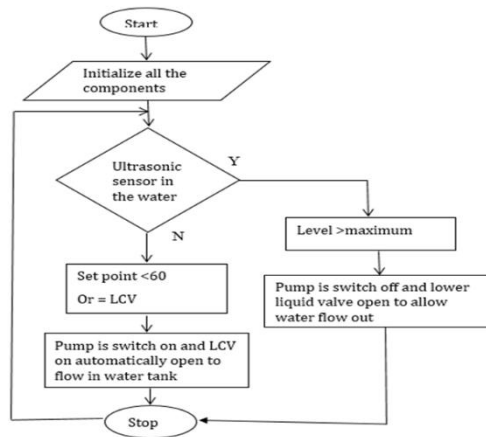 Start
Initialize all the
components
Ultrasonic
sensor in
the water
Y
N
Level >maximum
Set point <60
Or = LCV
Pump is switch off and lower
liquid valve open to allow
water flow out
Pump is switch on and LCV
on automatically open to
flow in water tank
Stop